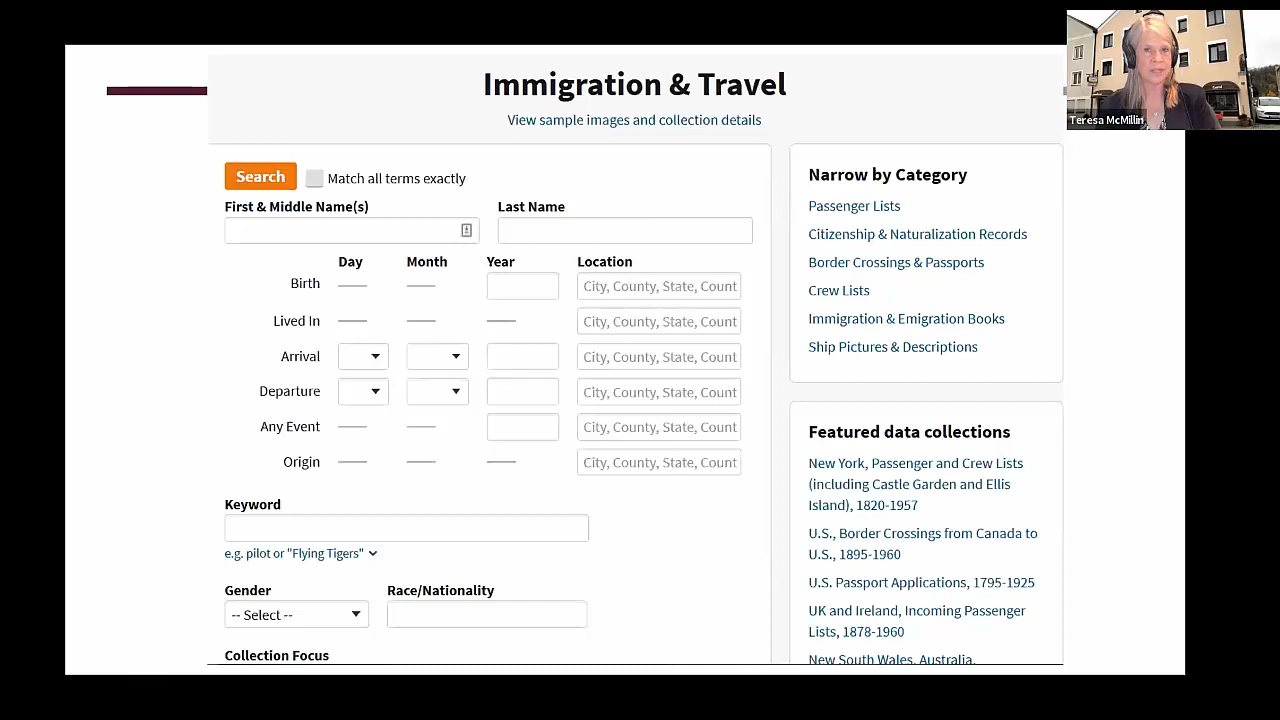 Immigration & Travel
View sample images and collection details
Search
Match all terms exactly
First & Middle Name(s)
Last Name
Day Month Year Location
Birth City, County, State, Count
Lived In City, County, State, Count
Arrival City, County, State, Count
Departure City, County, State, Count
Any Event City, County, State, Count
Origin City, County, State, Count
Keyword
e.g. pilot or "Flying Tigers"
Gender Race/Nationality
-- Select --
Collection Focus
Narrow by Category
Passenger Lists
Citizenship & Naturalization Records
Border Crossings & Passports
Crew Lists
Immigration & Emigration Books
Ship Pictures & Descriptions
Featured data collections
New York, Passenger and Crew Lists
(including Castle Garden and Ellis
Island), 1820-1957
U.S., Border Crossings from Canada to
U.S., 1895-1960
U.S. Passport Applications, 1795-1925
UK and Ireland, Incoming Passenger
Lists, 1878-1960
New South Wales, Australia,
Teresa McMillin